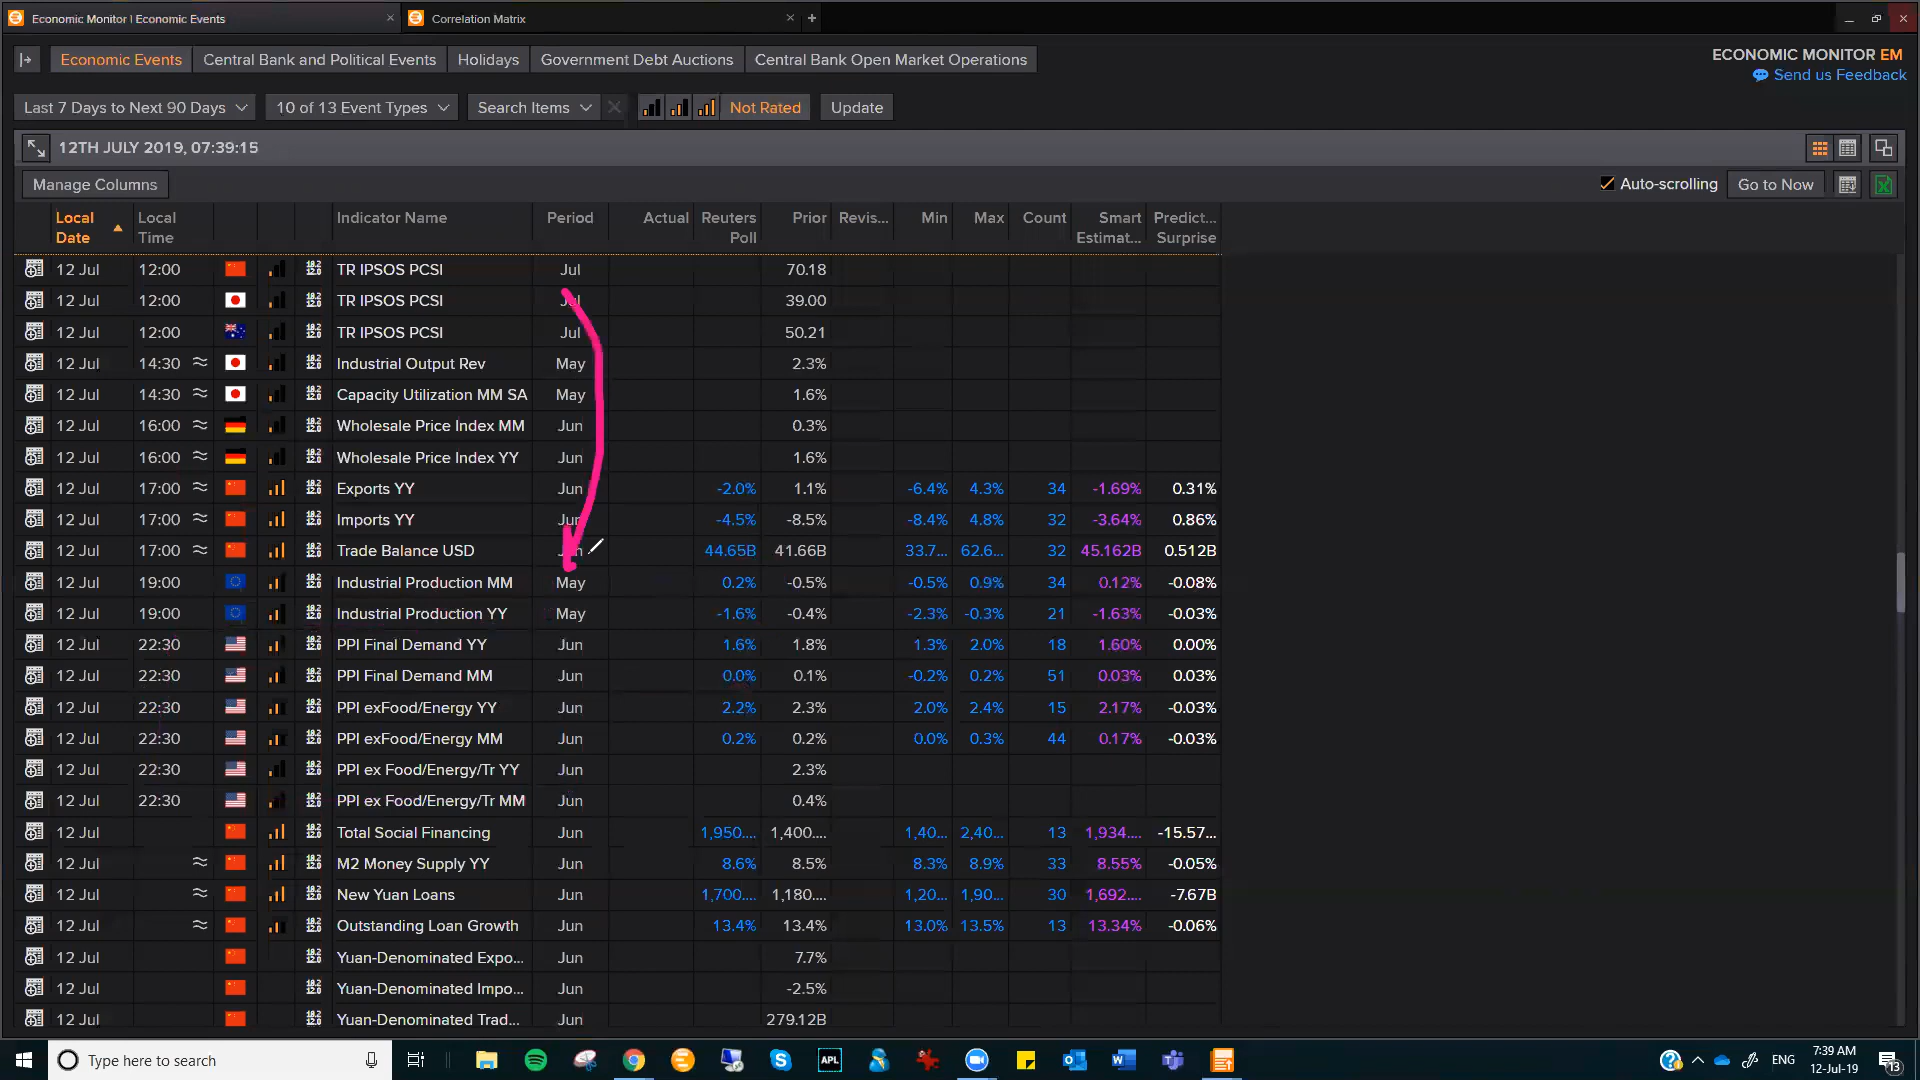 Economic Monitor | Economic Events
Correlation Matrix
Economic Events Central Bank and Political Events Holidays Government Debt Auctions Central Bank Open Market Operations
ECONOMIC MONITOR EM
Send us Feedback
Last 7 Days to Next 90 Days 10 of 13 Event Types Search Items Not Rated Update
12TH JULY 2019, 07:39:15
Manage Columns Auto-scrolling Go to Now
Local Date Local Time Indicator Name Period Actual Reuters Poll Prior Revis... Min Max Count Smart Estimat... Predict... Surprise
12 Jul 12:00 TR IPSOS PCSI Jul 70.18
12 Jul 12:00 TR IPSOS PCSI Jul 39.00
12 Jul 12:00 TR IPSOS PCSI Jul 50.21
12 Jul 14:30 ≈ Industrial Output Rev May 2.3%
12 Jul 14:30 ≈ Capacity Utilization MM SA May 1.6%
12 Jul 16:00 ≈ Wholesale Price Index MM Jun 0.3%
12 Jul 16:00 ≈ Wholesale Price Index YY Jun 1.6%
12 Jul 17:00 ≈ Exports YY Jun -2.0% 1.1% -6.4% 4.3% 34 -1.69% 0.31%
12 Jul 17:00 ≈ Imports YY Jun -4.5% -8.5% -8.4% 4.8% 32 -3.64% 0.86%
12 Jul 17:00 ≈ Trade Balance USD Jun 44.65B 41.66B 33.7... 62.6... 32 45.162B 0.512B
12 Jul 19:00 Industrial Production MM May 0.2% -0.5% -0.5% 0.9% 34 0.12% -0.08%
12 Jul 19:00 Industrial Production YY May -1.6% -0.4% -2.3% -0.3% 21 -1.63% -0.03%
12 Jul 22:30 PPI Final Demand YY Jun 1.6% 1.8% 1.3% 2.0% 18 1.60% 0.00%
12 Jul 22:30 PPI Final Demand MM Jun 0.0% 0.1% -0.2% 0.2% 51 0.03% 0.03%
12 Jul 22:30 PPI exFood/Energy YY Jun 2.2% 2.3% 2.0% 2.4% 15 2.17% -0.03%
12 Jul 22:30 PPI exFood/Energy MM Jun 0.2% 0.2% 0.0% 0.3% 44 0.17% -0.03%
12 Jul 22:30 PPI ex Food/Energy/Tr YY Jun 2.3%
12 Jul 22:30 PPI ex Food/Energy/Tr MM Jun 0.4%
12 Jul Total Social Financing Jun 1,950.... 1,400.... 1,40... 2,40... 13 1,934.... -15.57...
12 Jul ≈ M2 Money Supply YY Jun 8.6% 8.5% 8.3% 8.9% 33 8.55% -0.05%
12 Jul ≈ New Yuan Loans Jun 1,700.... 1,180.... 1,20... 1,90... 30 1,692.... -7.67B
12 Jul ≈ Outstanding Loan Growth Jun 13.4% 13.4% 13.0% 13.5% 13 13.34% -0.06%
12 Jul Yuan-Denominated Expo... Jun 7.7%
12 Jul Yuan-Denominated Impo... Jun -2.5%
12 Jul Yuan-Denominated Trad... Jun 279.12B
Type here to search APL ENG 7:39 AM
12-Jul-19 13